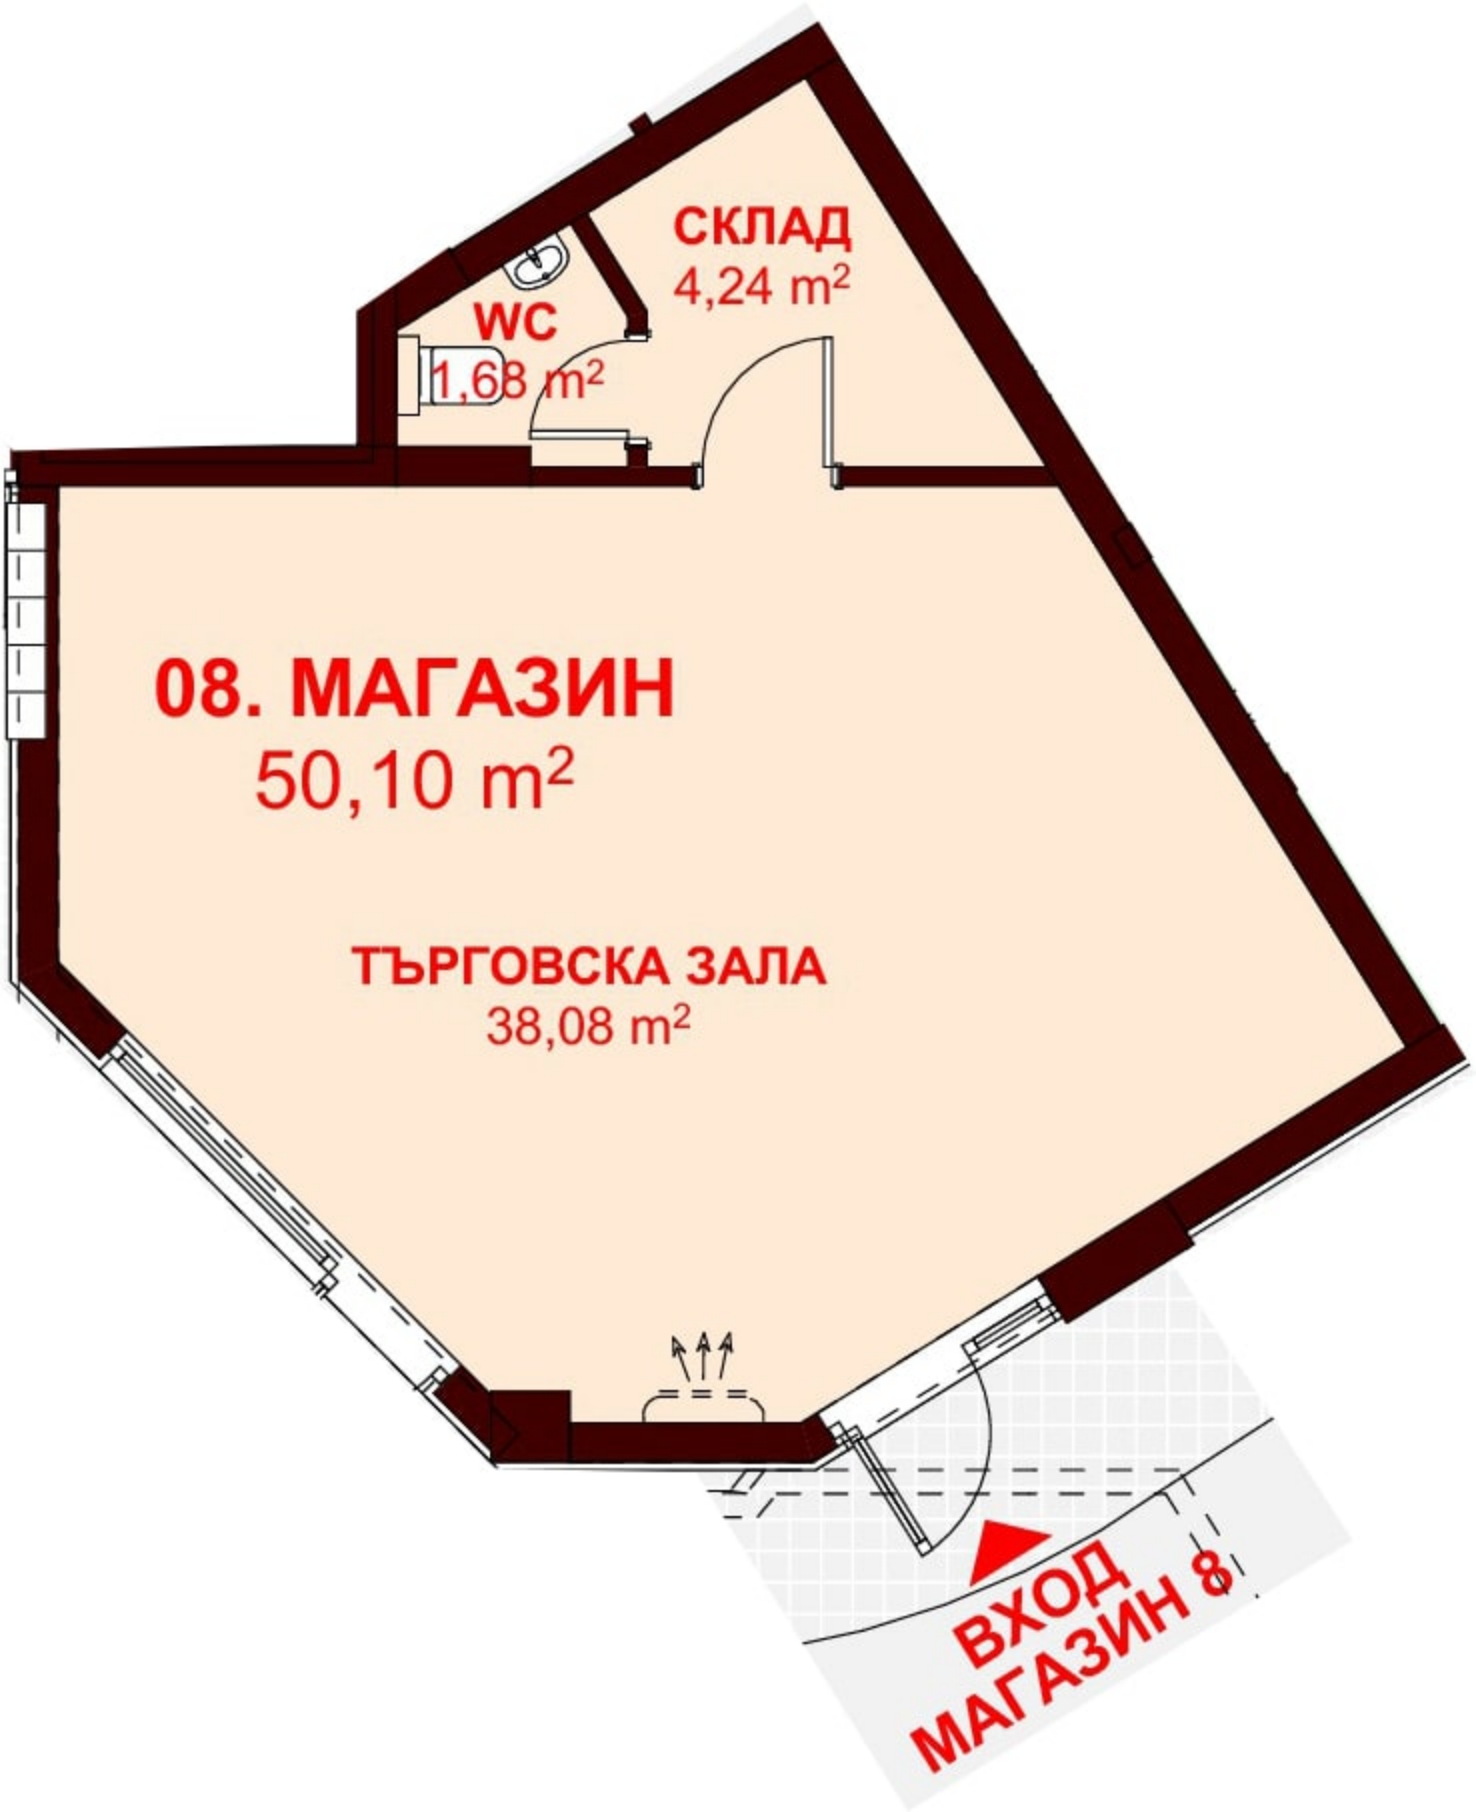 СКЛАД
4,24 m²
WC
1,68 m²
08. МАГАЗИН
50,10 m²
ТЪРГОВСКА ЗАЛА
38,08 m²
ВХОД
МАГАЗИН 8